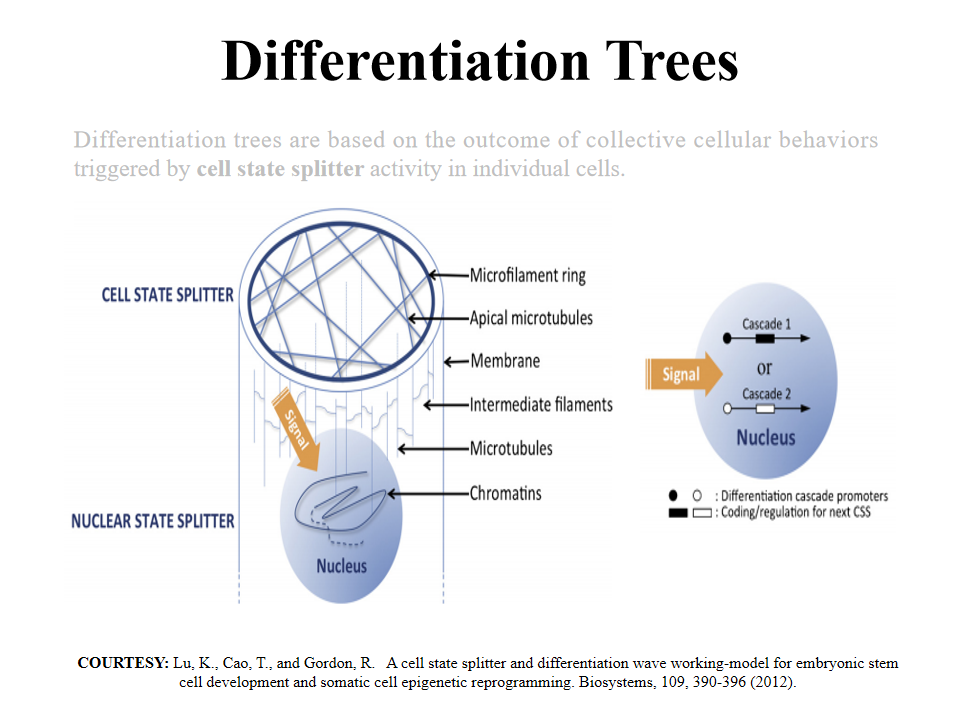 Differentiation Trees
Differentiation trees are based on the outcome of collective cellular behaviors
triggered by cell state splitter activity in individual cells.
CELL STATE SPLITTER
Microfilament ring
Apical microtubules
Membrane
Intermediate filaments
Microtubules
Chromatins
Signal
NUCLEAR STATE SPLITTER
Nucleus
Signal
Cascade 1
or
Cascade 2
Nucleus
: Differentiation cascade promoters
: Coding/regulation for next CSS
COURTESY: Lu, K., Cao, T., and Gordon, R. A cell state splitter and differentiation wave working-model for embryonic stem
cell development and somatic cell epigenetic reprogramming. Biosystems, 109, 390-396 (2012).